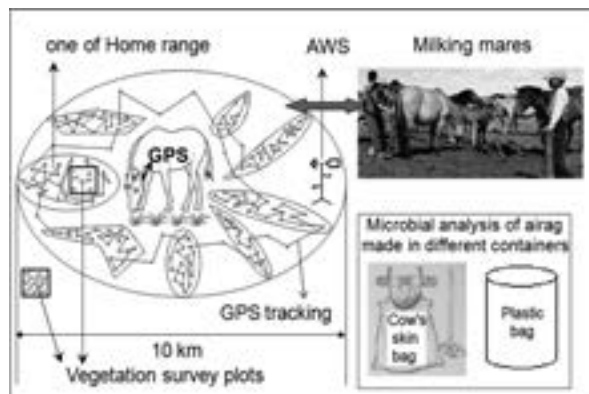 one of Home range
AWS
Milking mares
GPS
Microbial analysis of airag
made in different containers
GPS tracking
Cow's
skin
bag
Plastic
bag
10 km
Vegetation survey plots